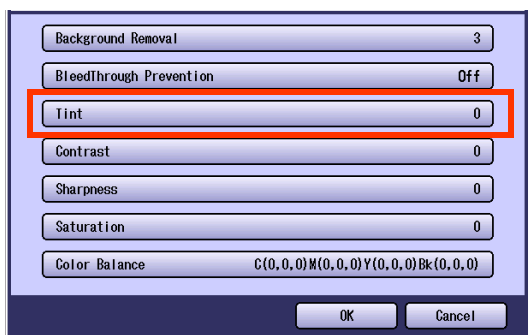 Background Removal 3
BleedThrough Prevention Off
Tint 0
Contrast 0
Sharpness 0
Saturation 0
Color Balance C(0,0,0)M(0,0,0)Y(0,0,0)Bk(0,0,0)
OK Cancel